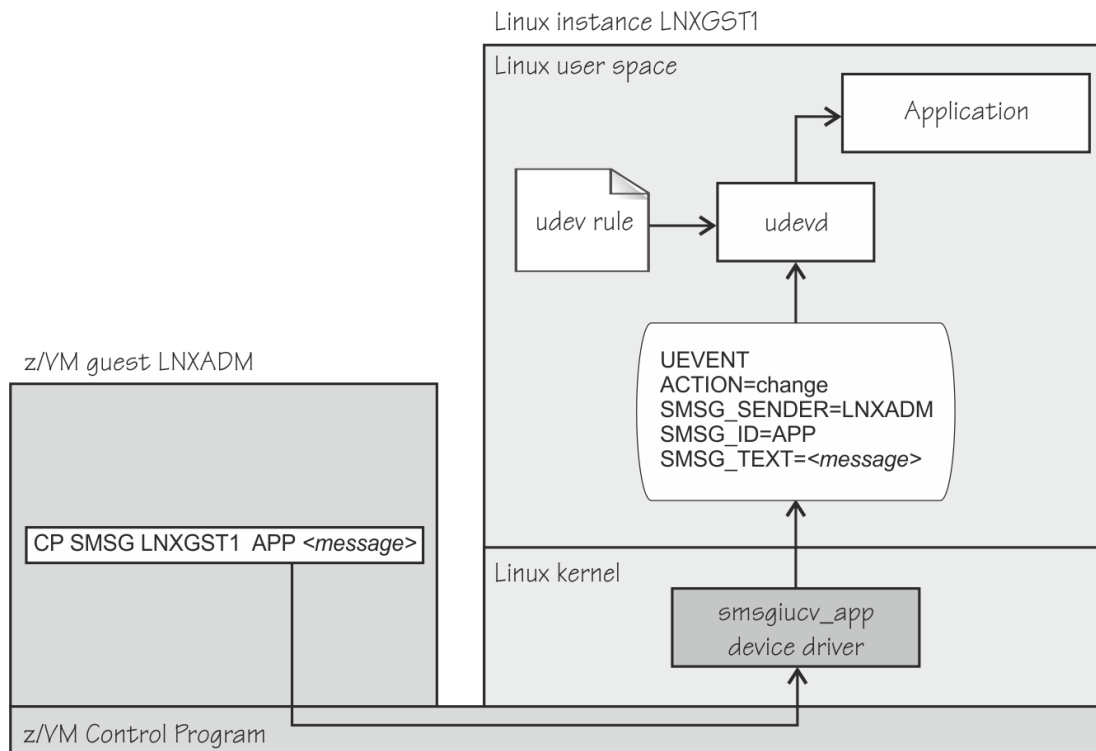 Linux instance LNXGST1
Linux user space
Application
udev rule
udevd
UEVENT
ACTION=change
SMSG_SENDER=LNXADM
SMSG_ID=APP
SMSG_TEXT=<message>
z/VM guest LNXADM
CP SMSG LNXGST1 APP <message>
Linux kernel
smsgiucv_app
device driver
z/VM Control Program